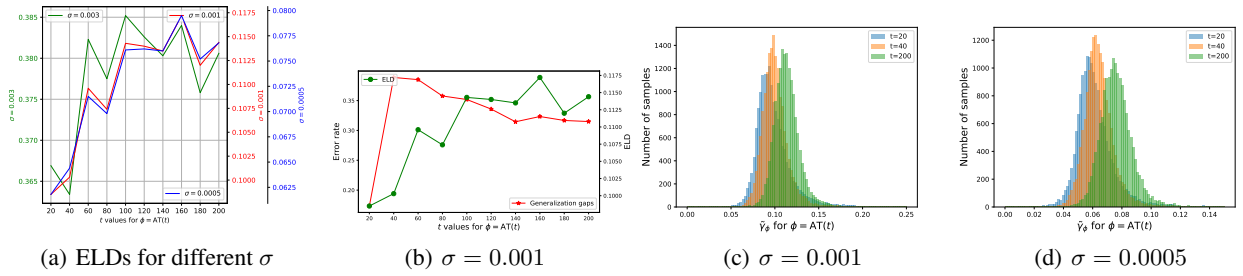 0.385
0.380
0.375
0.370
0.365
σ=0.003
σ=0.003
σ=0.001
σ=0.0005
20 40 60 80 100 120 140 160 180 200
t values for ϕ=AT(t)
0.1175
0.1150
0.1125
0.1100
0.1075
0.1050
0.1025
0.1000
σ=0.001
0.0800
0.0775
0.0750
0.0725
0.0700
0.0675
0.0650
0.0625
σ=0.0005
(a) ELDs for different σ
ELD
Generalization gaps
Error rate
0.35
0.30
0.25
0.20
20 40 60 80 100 120 140 160 180 200
t values for ϕ=AT(t)
0.1175
0.1150
0.1125
0.1100
0.1075
0.1050
0.1025
0.1000
ELD
(b) σ = 0.001
Number of samples
1400
1200
1000
800
600
400
200
0
t=20
t=40
t=200
0.00 0.05 0.10 0.15 0.20 0.25
γ̃ϕ for ϕ=AT(t)
(c) σ = 0.001
Number of samples
1200
1000
800
600
400
200
0
t=20
t=40
t=200
0.00 0.02 0.04 0.06 0.08 0.10 0.12 0.14
γ̃ϕ for ϕ=AT(t)
(d) σ = 0.0005